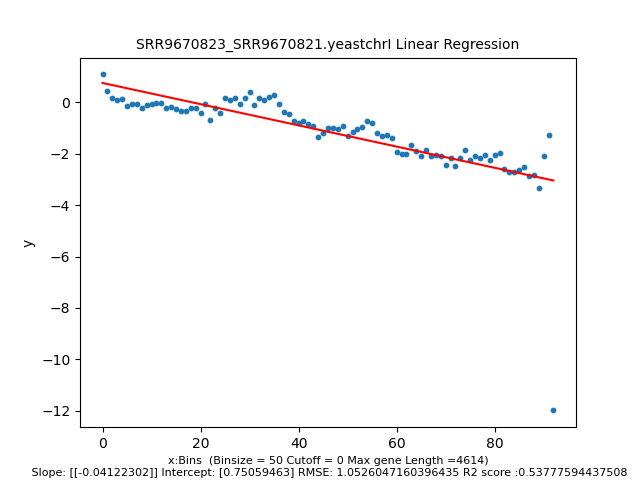 SRR9670823_SRR9670821.yeastchrI Linear Regression
0
−2
−4
−6
−8
−10
−12
y
0 20 40 60 80
x:Bins (Binsize = 50 Cutoff = 0 Max gene Length =4614)
Slope: [[-0.04122302]] Intercept: [0.75059463] RMSE: 1.0526047160396435 R2 score :0.53777594437508